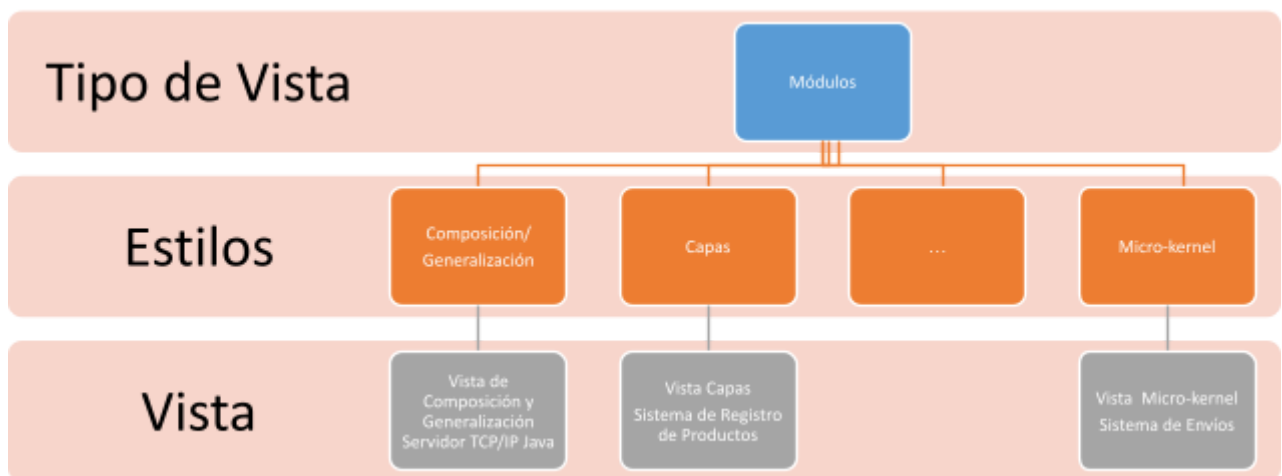 Tipo de Vista
Módulos
Estilos
Composición/
Generalización
Capas
...
Micro-kernel
Vista
Vista de
Composición y
Generalización
Servidor TCP/IP Java
Vista Capas
Sistema de Registro
de Productos
Vista Micro-kernel
Sistema de Envíos